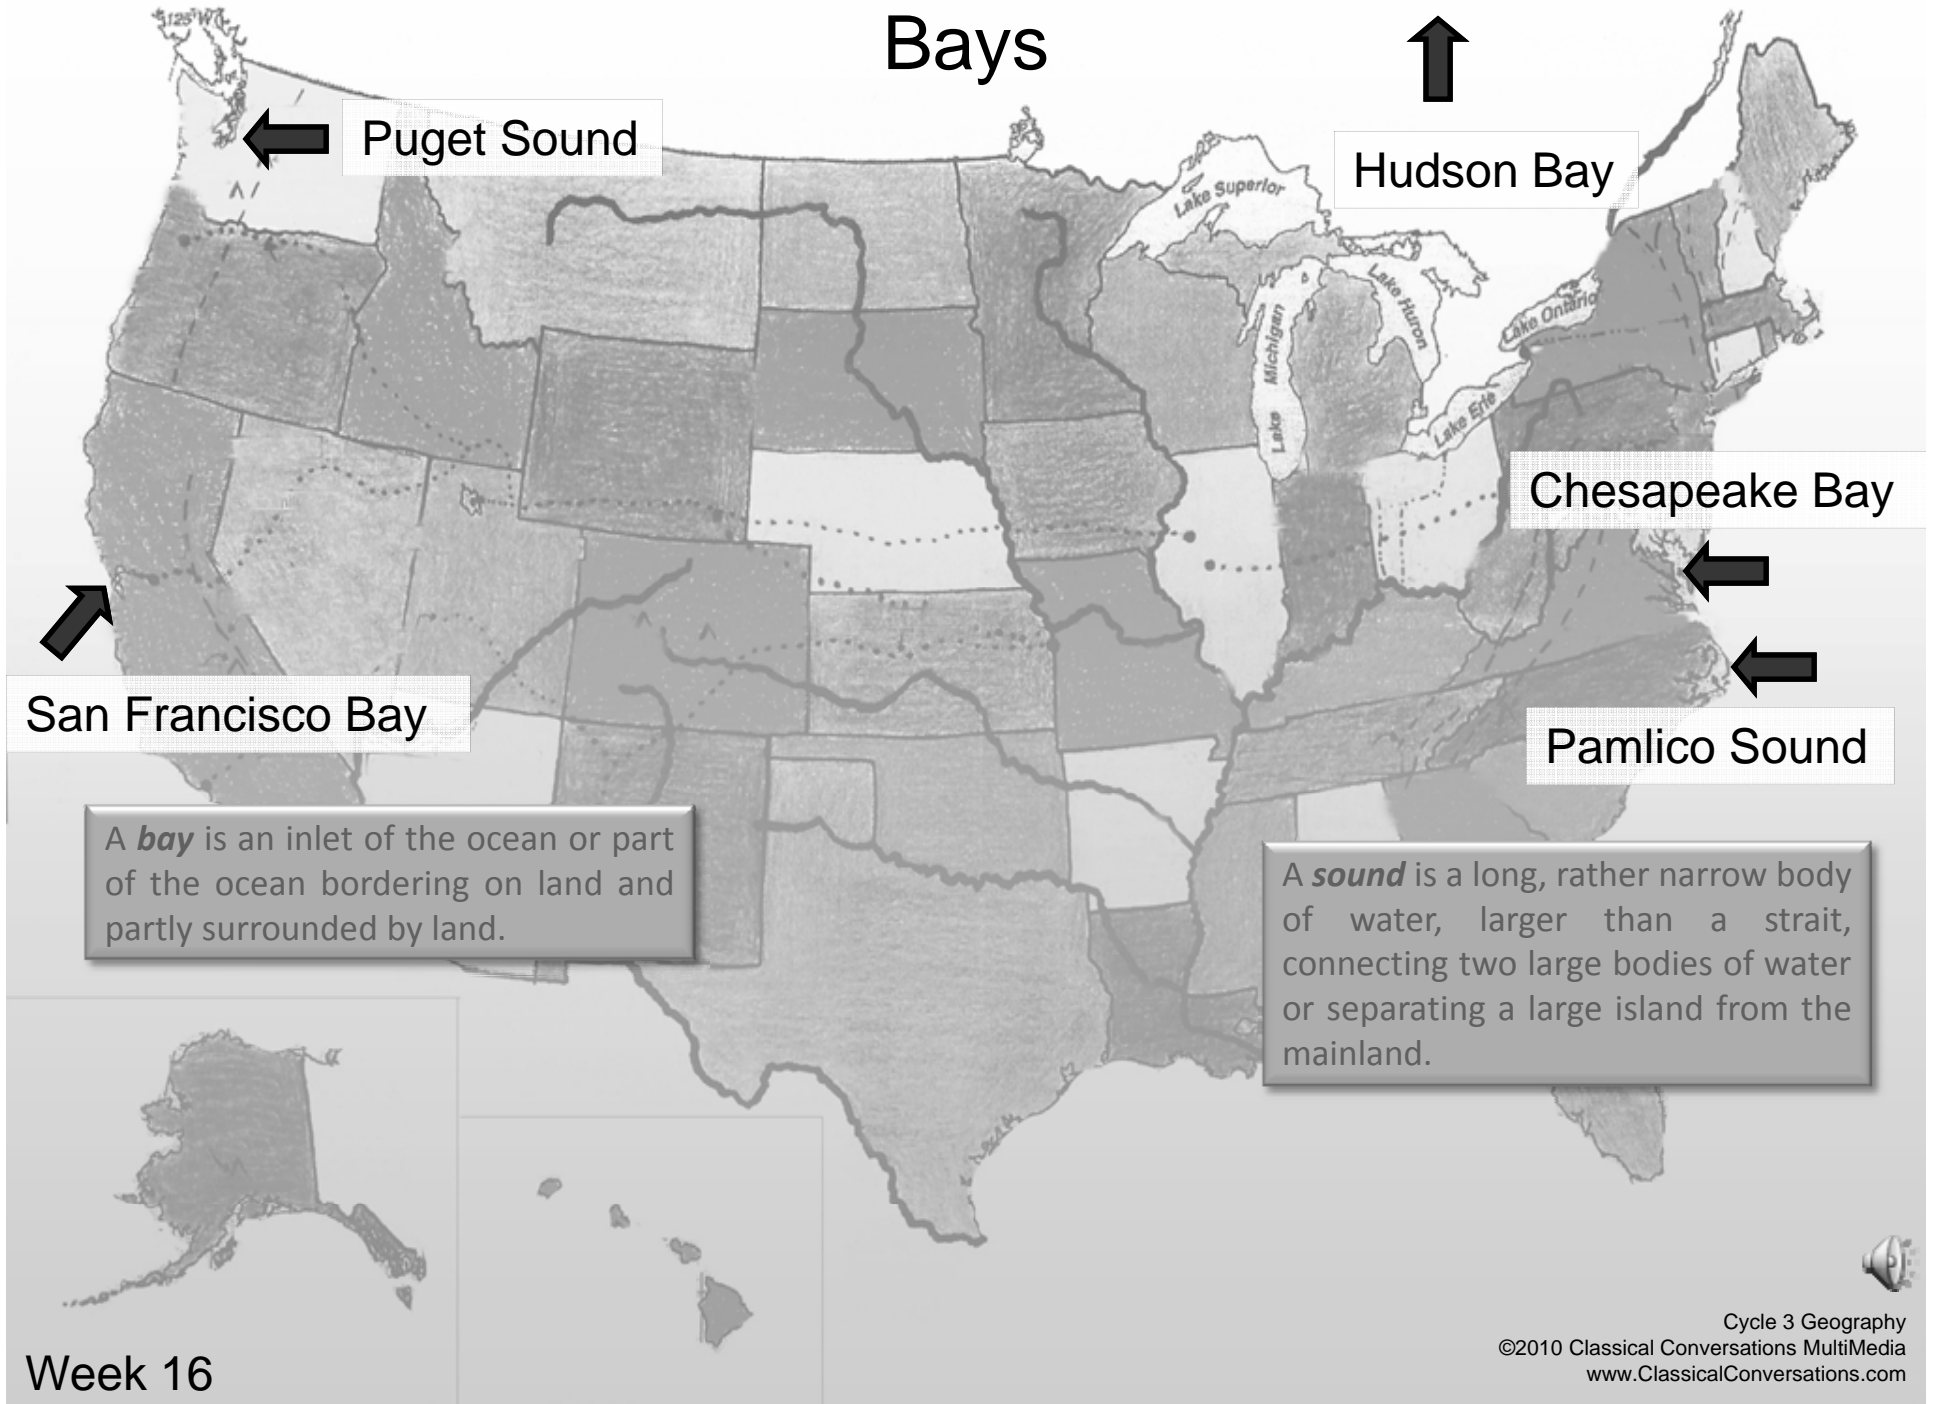 125°W
Bays
Puget Sound
Hudson Bay
Lake Superior
Lake Huron
Lake Michigan
Lake Ontario
Lake Erie
Chesapeake Bay
San Francisco Bay
Pamlico Sound
A bay is an inlet of the ocean or part
of the ocean bordering on land and
partly surrounded by land.
A sound is a long, rather narrow body
of water, larger than a strait,
connecting two large bodies of water
or separating a large island from the
mainland.
Cycle 3 Geography
©2010 Classical Conversations MultiMedia
www.ClassicalConversations.com
Week 16